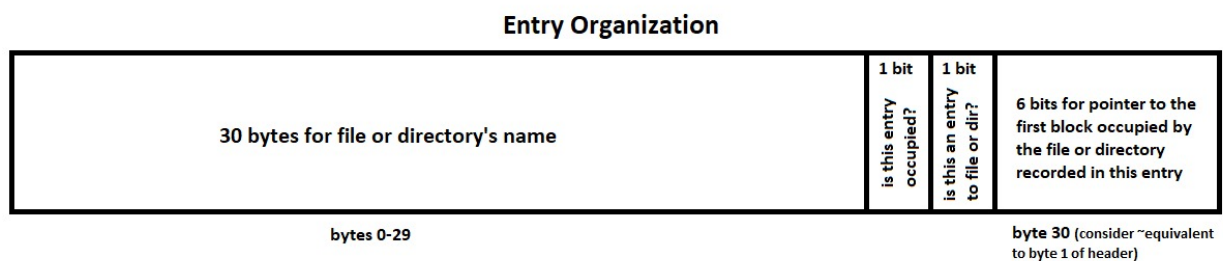 Entry Organization
30 bytes for file or directory's name
1 bit
is this entry
occupied?
1 bit
is this an entry
to file or dir?
6 bits for pointer to the
first block occupied by
the file or directory
recorded in this entry
bytes 0-29
byte 30 (consider ~equivalent
to byte 1 of header)